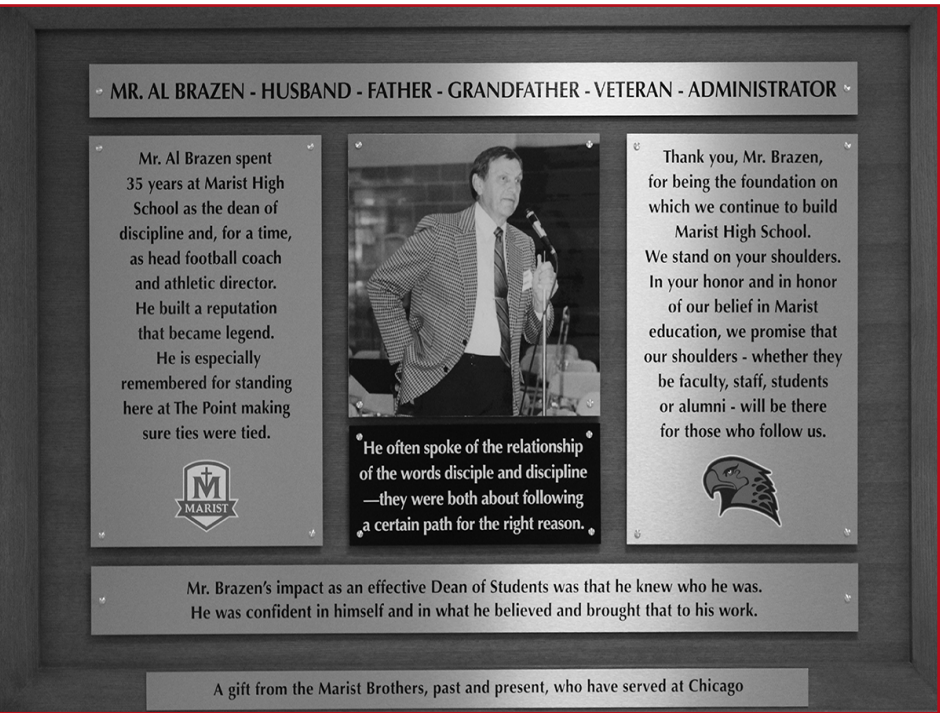 MR. AL BRAZEN - HUSBAND - FATHER - GRANDFATHER - VETERAN - ADMINISTRATOR
Mr. Al Brazen spent
35 years at Marist High
School as the dean of
discipline and, for a time,
as head football coach
and athletic director.
He built a reputation
that became legend.
He is especially
remembered for standing
here at The Point making
sure ties were tied.
M
MARIST
He often spoke of the relationship
of the words disciple and discipline
—they were both about following
a certain path for the right reason.
Thank you, Mr. Brazen,
for being the foundation on
which we continue to build
Marist High School.
We stand on your shoulders.
In your honor and in honor
of our belief in Marist
education, we promise that
our shoulders - whether they
be faculty, staff, students
or alumni - will be there
for those who follow us.
Mr. Brazen's impact as an effective Dean of Students was that he knew who he was.
He was confident in himself and in what he believed and brought that to his work.
A gift from the Marist Brothers, past and present, who have served at Chicago